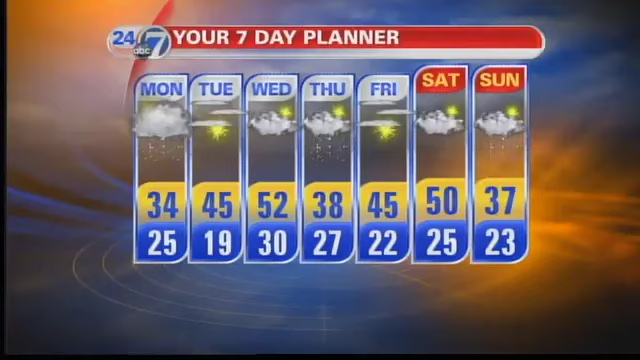 24 abc 7 YOUR 7 DAY PLANNER
MON TUE WED THU FRI SAT SUN
34 45 52 38 45 50 37
25 19 30 27 22 25 23